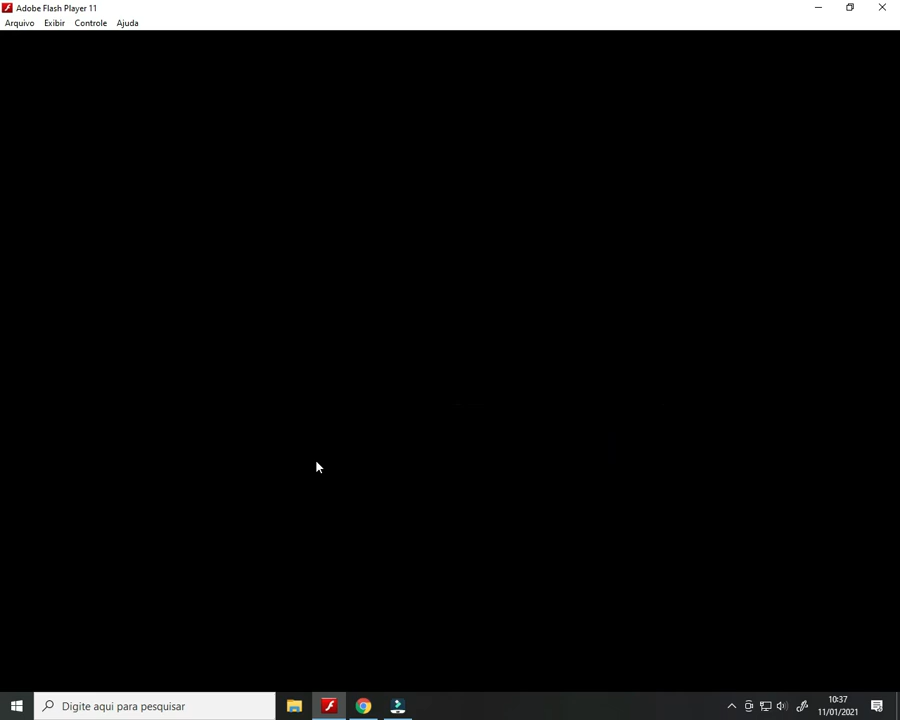 Adobe Flash Player 11
Arquivo Exibir Controle Ajuda
Digite aqui para pesquisar
10:37
11/01/2021